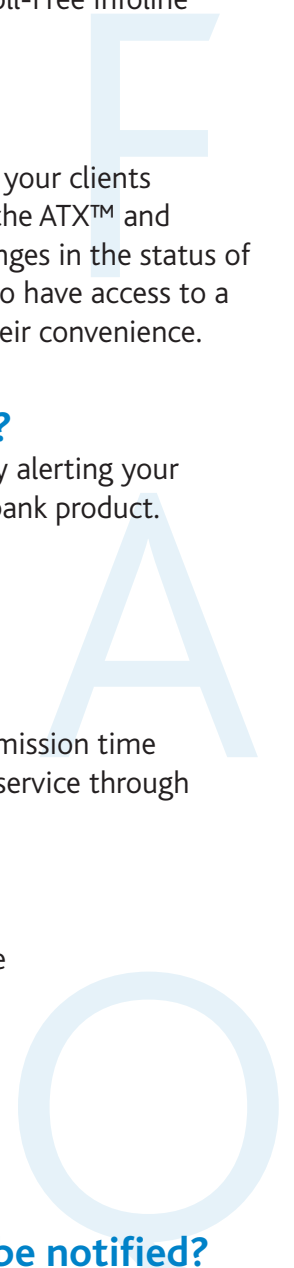 Toll-Free Infoline
F
your clients
the ATX™ and
nges in the status of
o have access to a
eir convenience.
?
y alerting your
bank product.
A
mission time
service through
e
O
be notified?